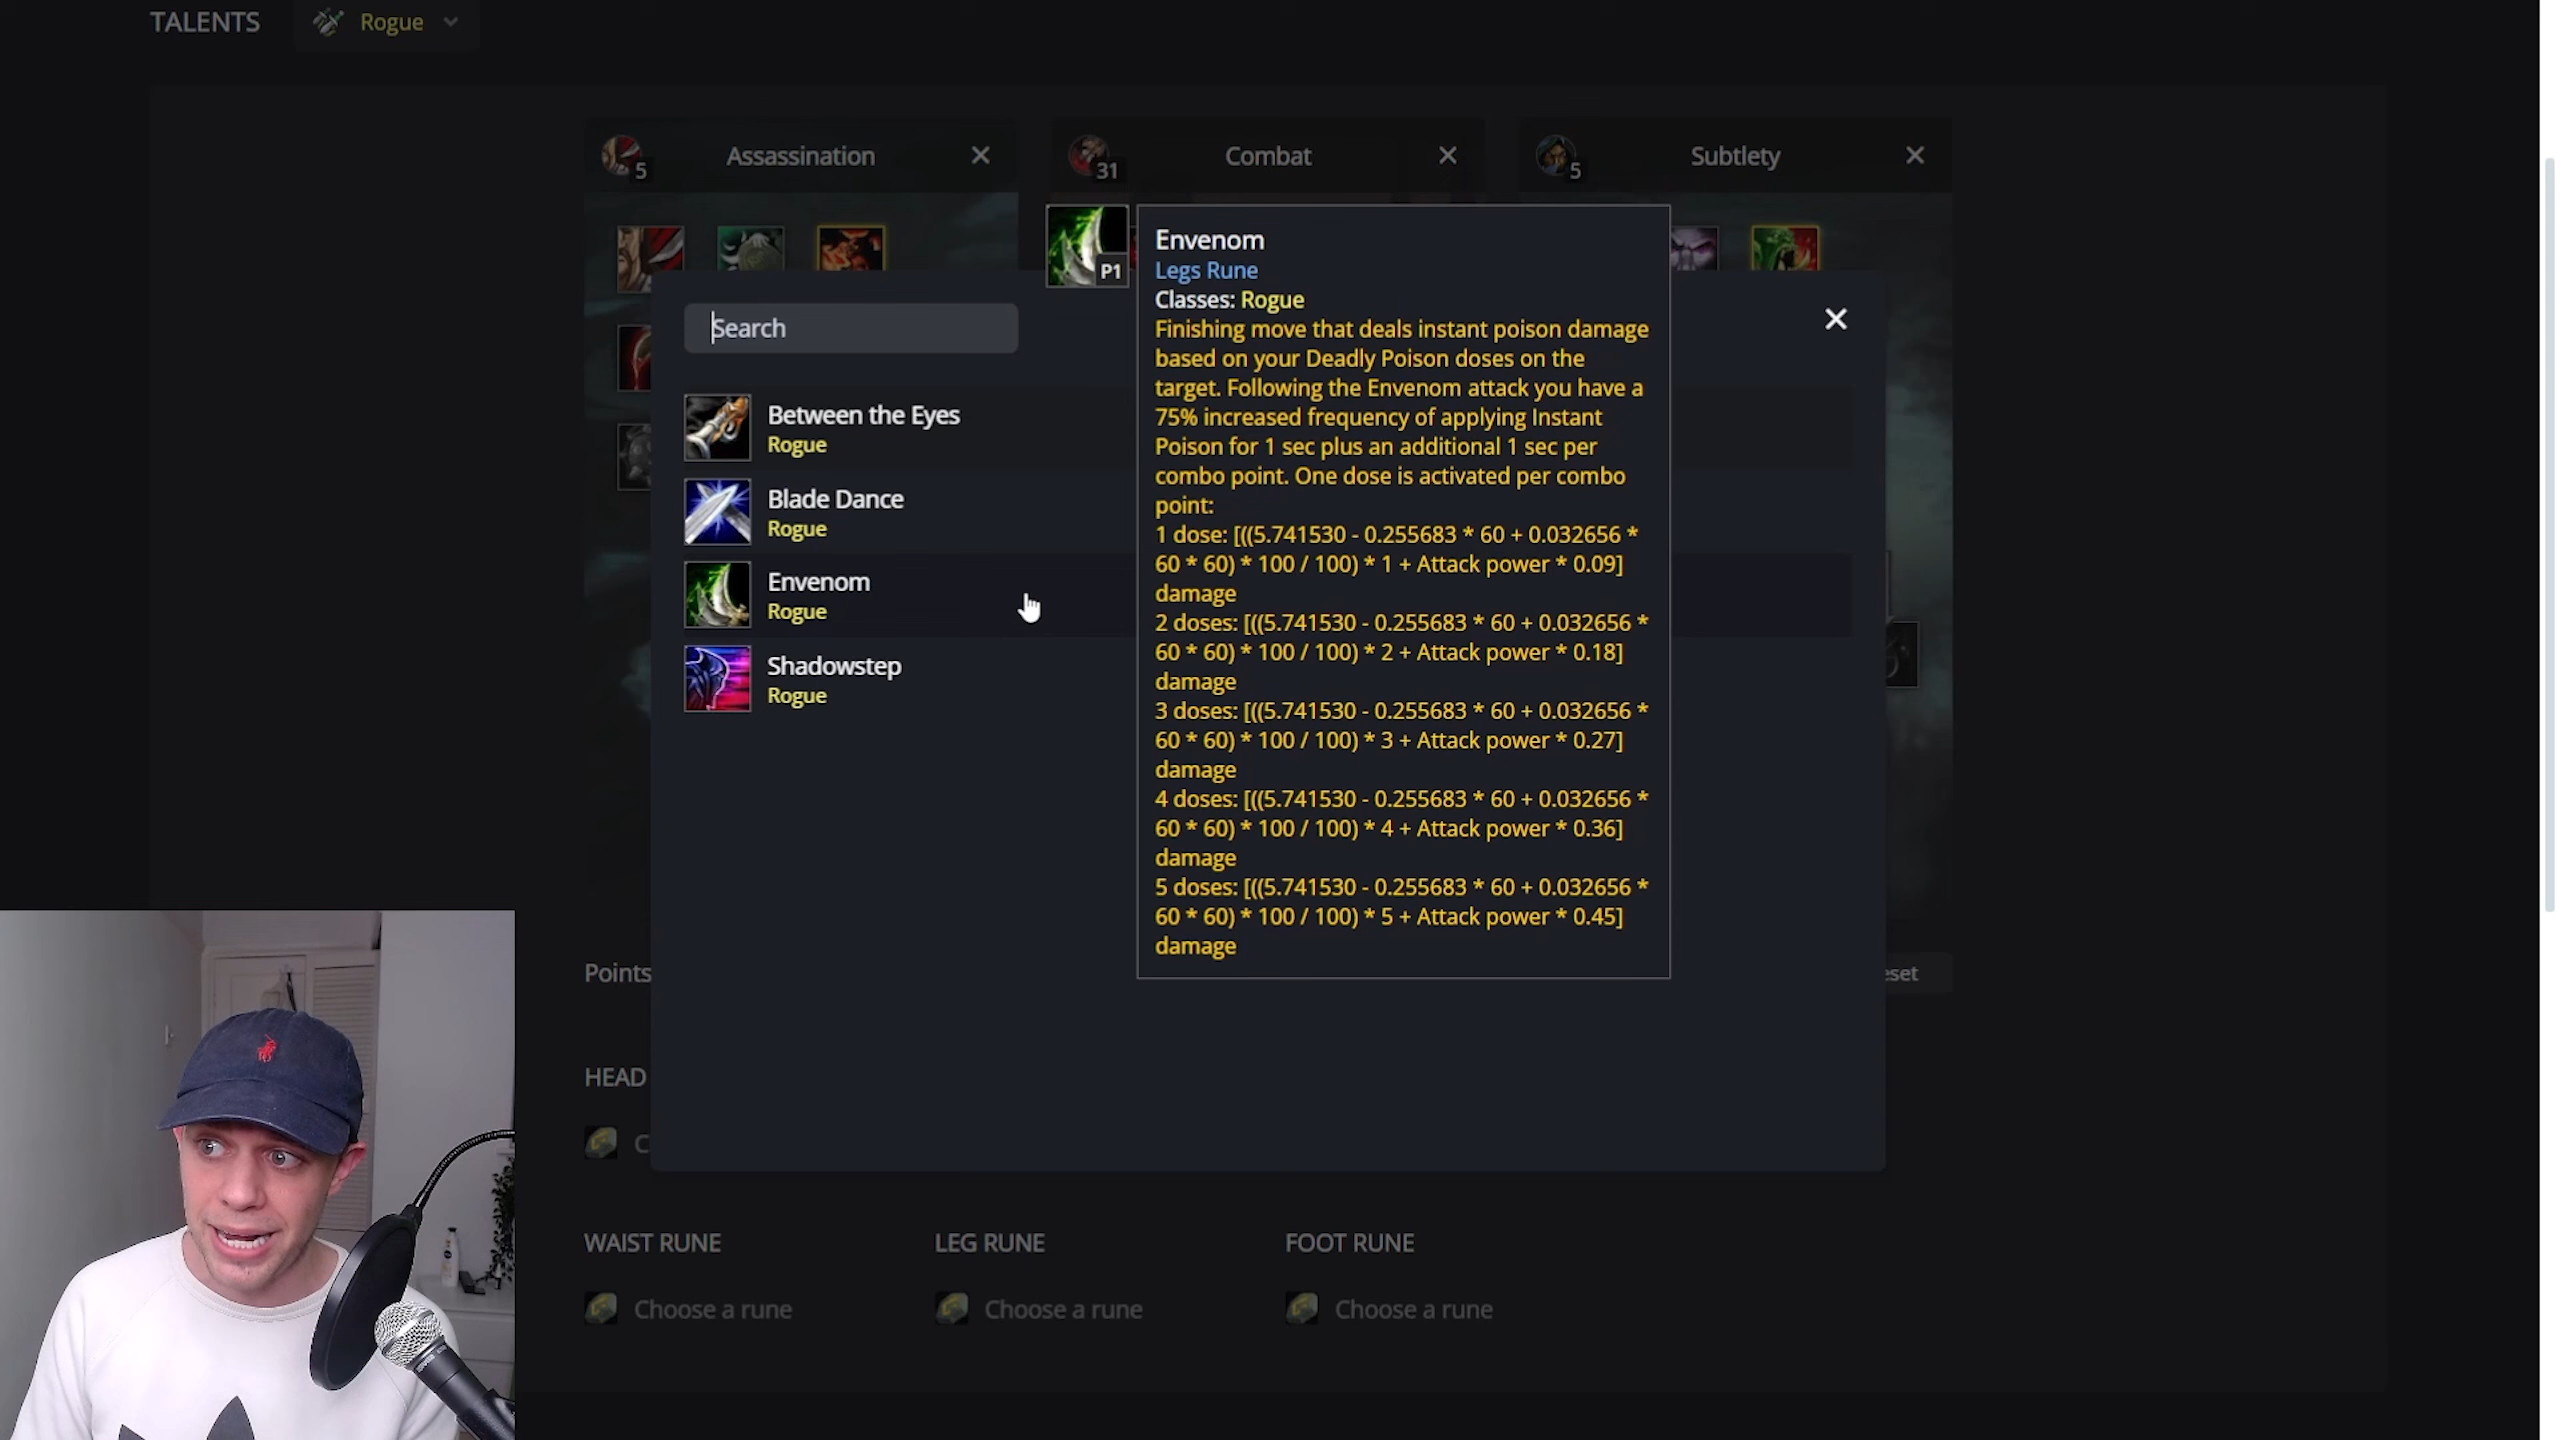 TALENTS
Rogue
5
Assassination
31
Combat
5
Subtlety
P1
Envenom
Legs Rune
Classes: Rogue
Finishing move that deals instant poison damage
based on your Deadly Poison doses on the
target. Following the Envenom attack you have a
75% increased frequency of applying Instant
Poison for 1 sec plus an additional 1 sec per
combo point. One dose is activated per combo
point:
1 dose: [((5.741530 - 0.255683 * 60 + 0.032656 *
60 * 60) * 100 / 100) * 1 + Attack power * 0.09]
damage
2 doses: [((5.741530 - 0.255683 * 60 + 0.032656 *
60 * 60) * 100 / 100) * 2 + Attack power * 0.18]
damage
3 doses: [((5.741530 - 0.255683 * 60 + 0.032656 *
60 * 60) * 100 / 100) * 3 + Attack power * 0.27]
damage
4 doses: [((5.741530 - 0.255683 * 60 + 0.032656 *
60 * 60) * 100 / 100) * 4 + Attack power * 0.36]
damage
5 doses: [((5.741530 - 0.255683 * 60 + 0.032656 *
60 * 60) * 100 / 100) * 5 + Attack power * 0.45]
damage
Search
Between the Eyes
Rogue
Blade Dance
Rogue
Envenom
Rogue
Shadowstep
Rogue
Points
eset
HEAD
C
WAIST RUNE
LEG RUNE
FOOT RUNE
Choose a rune
Choose a rune
Choose a rune